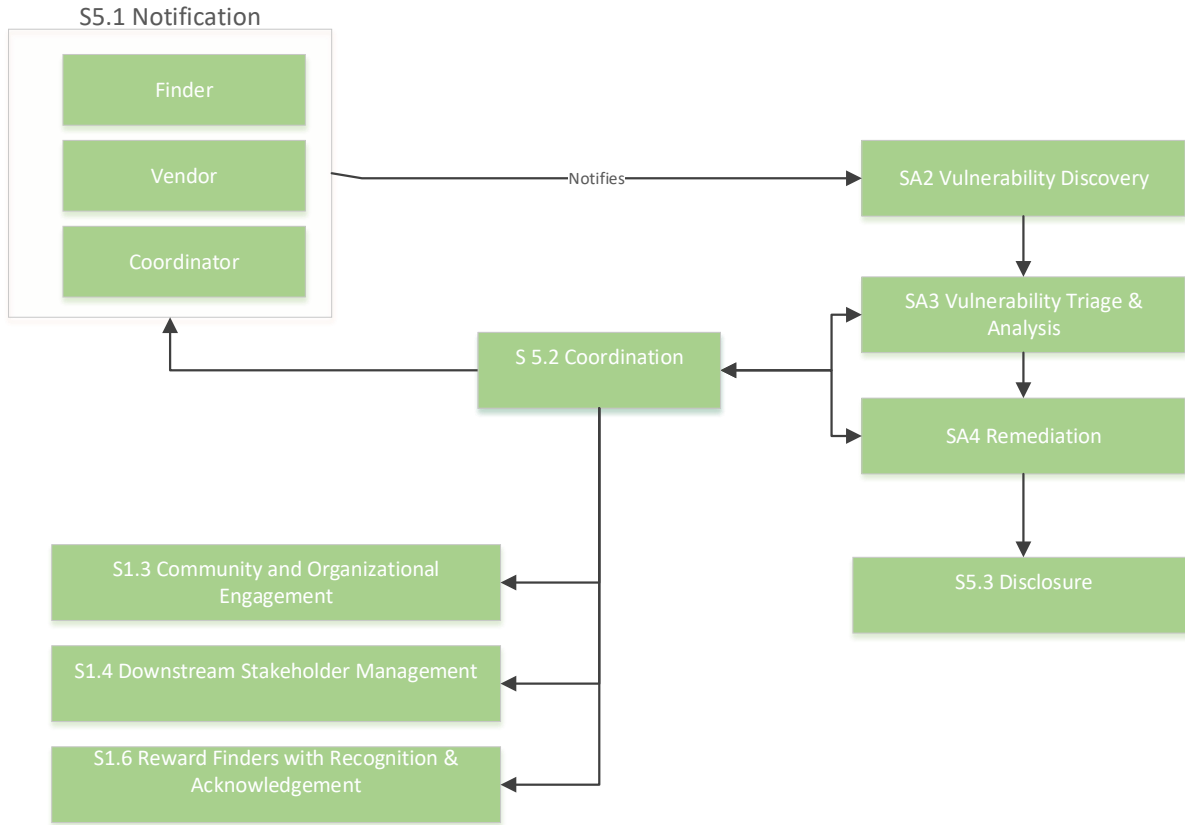 S5.1 Notification
Finder
Vendor
Coordinator
Notifies
SA2 Vulnerability Discovery
SA3 Vulnerability Triage &
Analysis
S 5.2 Coordination
SA4 Remediation
S1.3 Community and Organizational
Engagement
S5.3 Disclosure
S1.4 Downstream Stakeholder Management
S1.6 Reward Finders with Recognition &
Acknowledgement